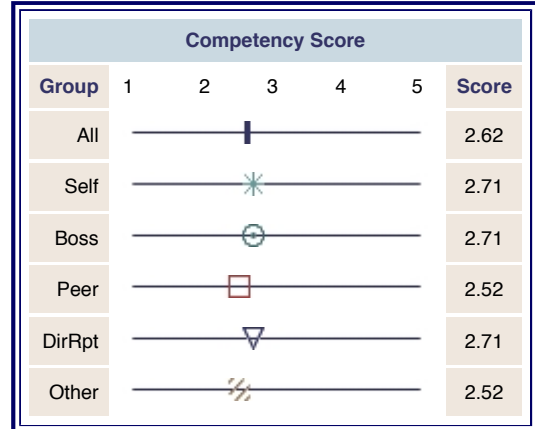 Competency Score
Group 1 2 3 4 5 Score
All 2.62
Self 2.71
Boss 2.71
Peer 2.52
DirRpt 2.71
Other 2.52